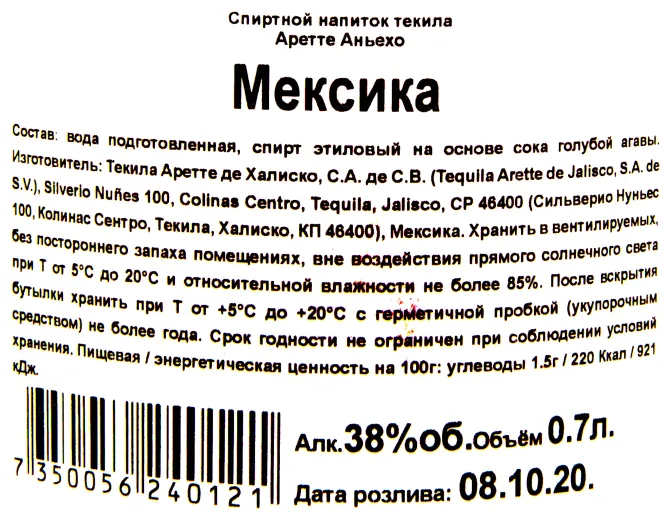 Спиртной напиток текила
Аретте Аньехо
Мексика
Состав: вода подготовленная, спирт этиловый на основе сока голубой агавы.
Изготовитель: Текила Аретте де Халиско, С.А. де С.В. (Tequila Arette de Jalisco, S.A. de
S.V.), Silverio Nuñes 100, Colinas Centro, Tequila, Jalisco, CP 46400 (Сильверио Нуньес
100, Колинас Сентро, Текила, Халиско, КП 46400), Мексика. Хранить в вентилируемых,
без постороннего запаха помещениях, вне воздействия прямого солнечного света
при Т от 5°С до 20°С и относительной влажности не более 85%. После вскрытия
бутылки хранить при Т от +5°С до +20°С с герметичной пробкой (укупорочным
средством) не более года. Срок годности не ограничен при соблюдении условий
хранения. Пищевая / энергетическая ценность на 100г: углеводы 1.5г / 220 Ккал / 921
кДж.
Алк.38%об.Объём 0.7л.
7 350056 240121
Дата розлива: 08.10.20.